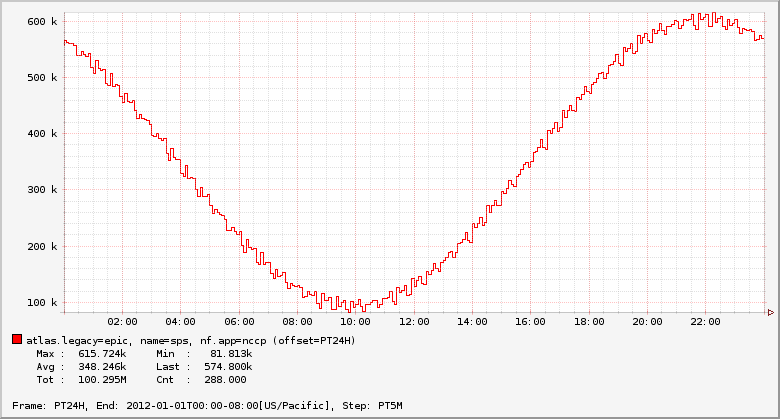 600 k
500 k
400 k
300 k
200 k
100 k
02:00 04:00 06:00 08:00 10:00 12:00 14:00 16:00 18:00 20:00 22:00
atlas.legacy=epic, name=sps, nf.app=nccp (offset=PT24H)
Max : 615.724k Min : 81.813k
Avg : 348.246k Last : 574.800k
Tot : 100.295M Cnt : 288.000
Frame: PT24H, End: 2012-01-01T00:00-08:00[US/Pacific], Step: PT5M